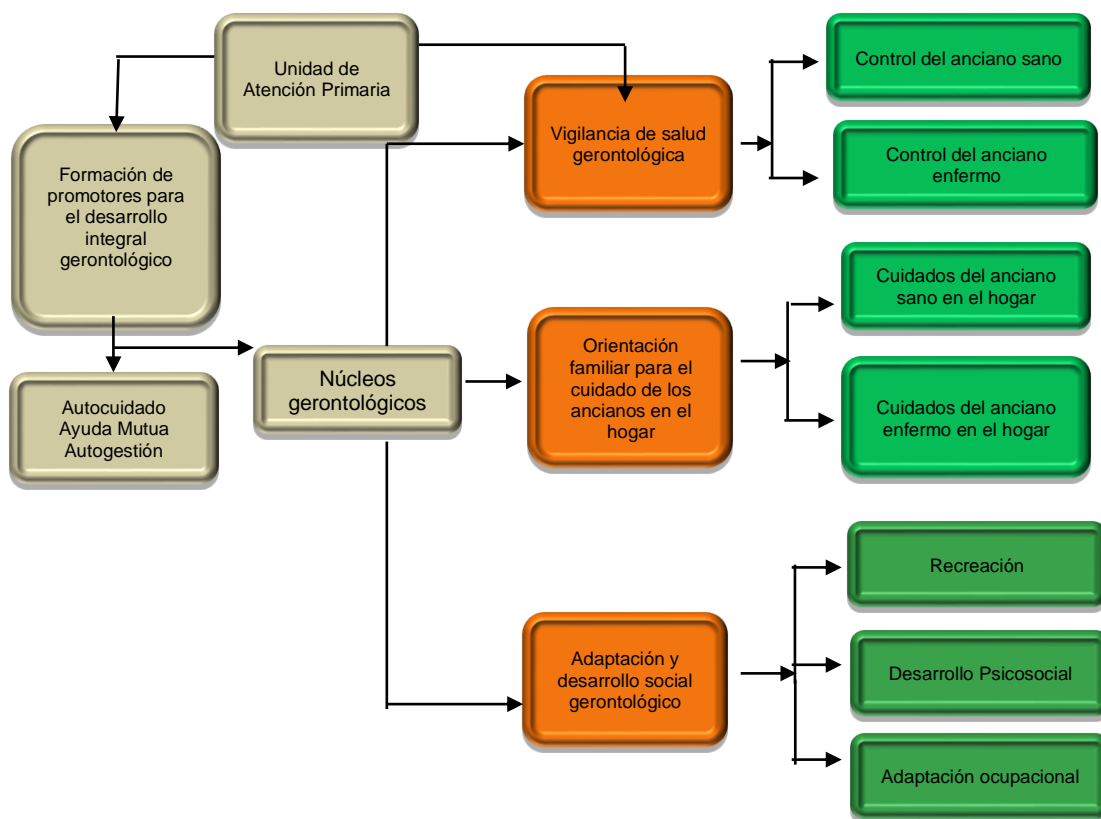 Unidad de
Atención Primaria
Control del anciano sano
Vigilancia de salud
gerontológica
Control del anciano
enfermo
Formación de
promotores para
el desarrollo
integral
gerontológico
Cuidados del anciano
sano en el hogar
Núcleos
gerontológicos
Orientación
familiar para el
cuidado de los
ancianos en el
hogar
Autocuidado
Ayuda Mutua
Autogestión
Cuidados del anciano
enfermo en el hogar
Recreación
Adaptación y
desarrollo social
gerontológico
Desarrollo Psicosocial
Adaptación ocupacional